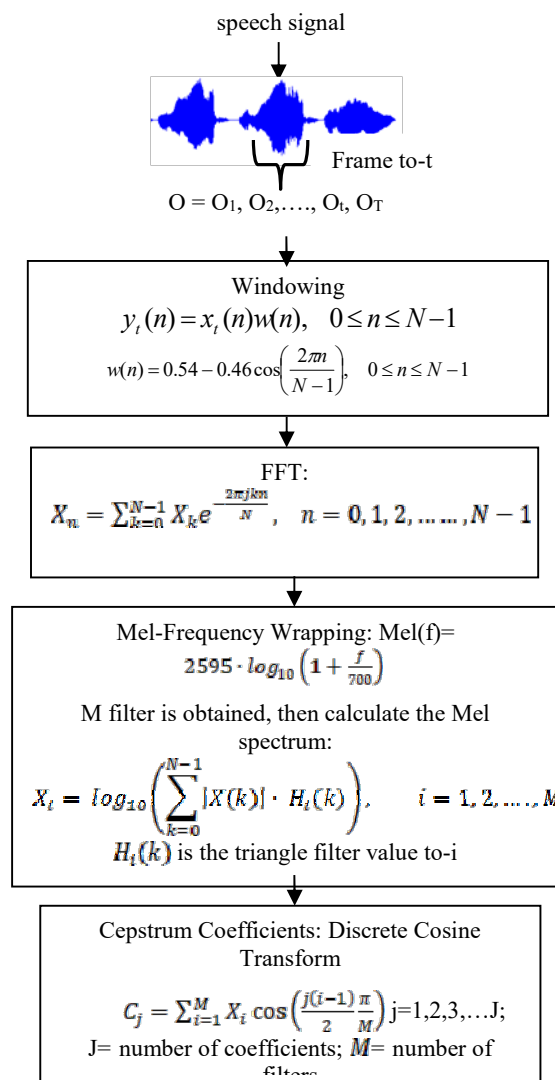 speech signal
Frame to-t
O = O₁, O₂,...., Oₜ, O_T
Windowing
yₜ(n) = xₜ(n)w(n),   0 ≤ n ≤ N−1
w(n) = 0.54 − 0.46 cos(2πn / (N−1)),   0 ≤ n ≤ N−1
FFT:
Xₙ = ∑_{k=0}^{N−1} Xₖ e^{−2πjkn/N},   n = 0, 1, 2, ......, N − 1
Mel-Frequency Wrapping: Mel(f)=
2595 · log₁₀(1 + f/700)
M filter is obtained, then calculate the Mel
spectrum:
Xᵢ = log₁₀(∑_{k=0}^{N−1} |X(k)| · Hᵢ(k)),   i = 1, 2, ...., M
Hᵢ(k) is the triangle filter value to-i
Cepstrum Coefficients: Discrete Cosine
Transform
Cⱼ = ∑_{i=1}^{M} Xᵢ cos(j(i−1)/2 π/M) j=1,2,3,…J;
J= number of coefficients; M= number of
filters